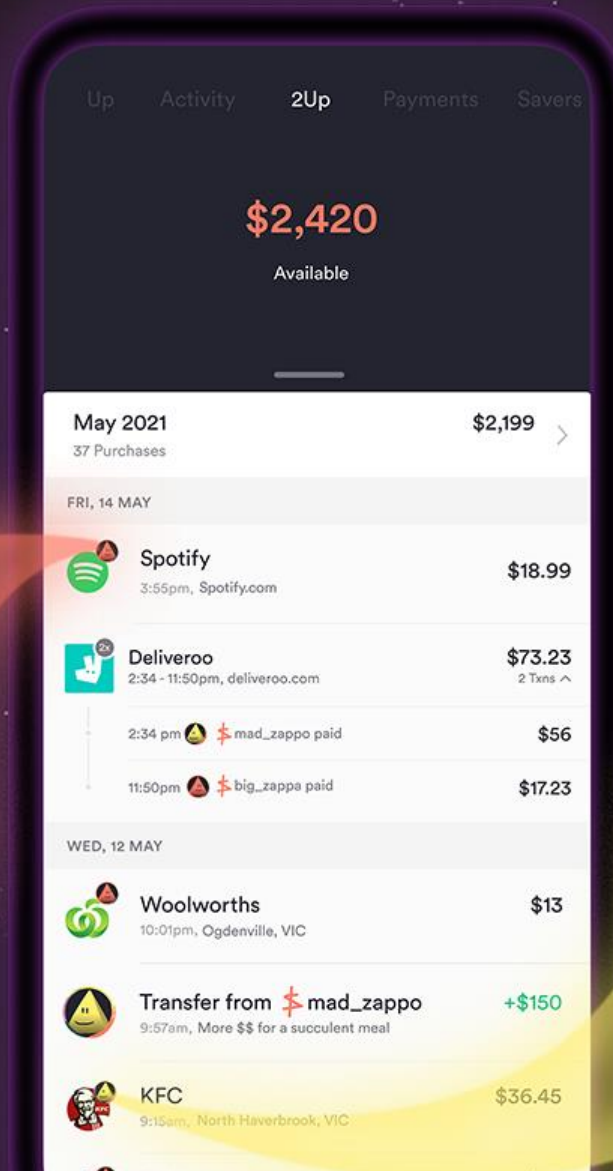 Up Activity 2Up Payments Savers
$2,420
Available
May 2021 $2,199
37 Purchases
FRI, 14 MAY
Spotify $18.99
3:55pm, Spotify.com
2x
Deliveroo $73.23
2:34 - 11:50pm, deliveroo.com 2 Txns
2:34 pm $ mad_zappo paid $56
11:50pm $ big_zappa paid $17.23
WED, 12 MAY
Woolworths $13
10:01pm, Ogdenville, VIC
Transfer from $ mad_zappo +$150
9:57am, More $$ for a succulent meal
KFC $36.45
KFC
9:15am, North Haverbrook, VIC